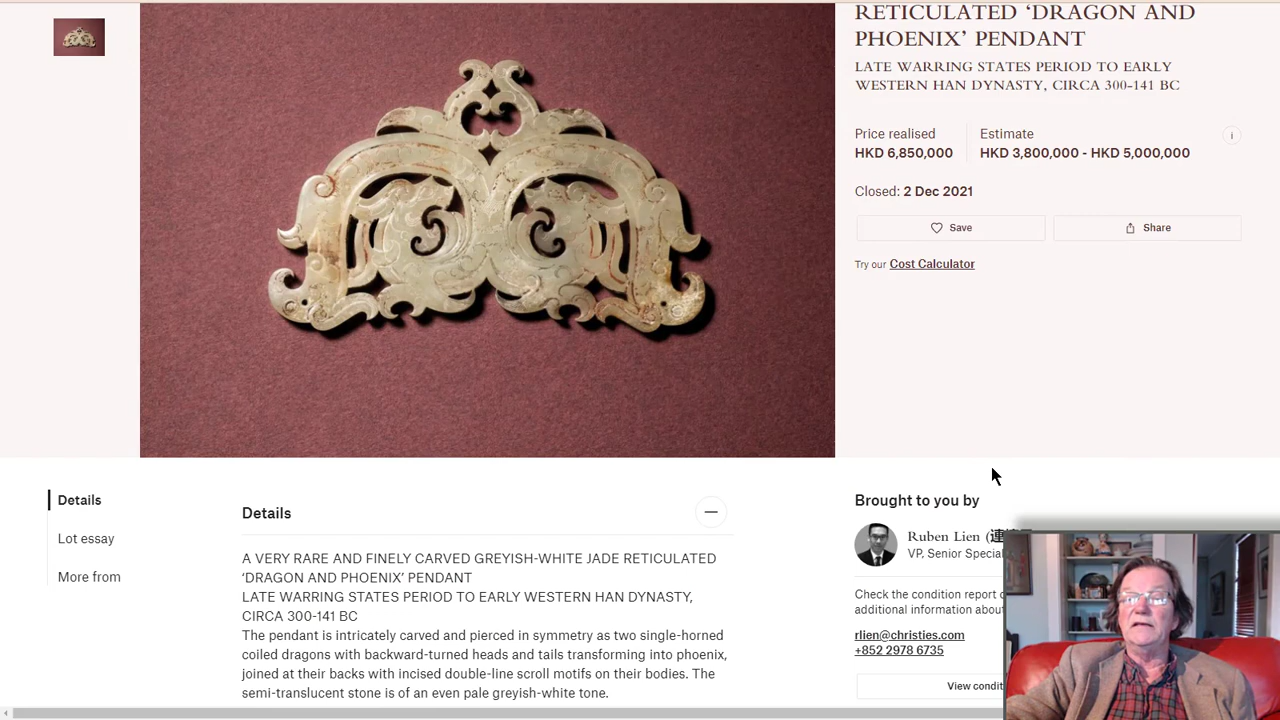 RETICULATED ‘DRAGON AND
PHOENIX’ PENDANT
LATE WARRING STATES PERIOD TO EARLY
WESTERN HAN DYNASTY, CIRCA 300-141 BC
Price realised
HKD 6,850,000
Estimate
HKD 3,800,000 - HKD 5,000,000
i
Closed: 2 Dec 2021
Save
Share
Try our Cost Calculator
Details
Lot essay
More from
Details
A VERY RARE AND FINELY CARVED GREYISH-WHITE JADE RETICULATED
‘DRAGON AND PHOENIX’ PENDANT
LATE WARRING STATES PERIOD TO EARLY WESTERN HAN DYNASTY,
CIRCA 300-141 BC
The pendant is intricately carved and pierced in symmetry as two single-horned
coiled dragons with backward-turned heads and tails transforming into phoenix,
joined at their backs with incised double-line scroll motifs on their bodies. The
semi-translucent stone is of an even pale greyish-white tone.
Brought to you by
Ruben Lien (
VP, Senior
Check the condition report
additional information
rlien@christies.com
+852 2978 6735
View